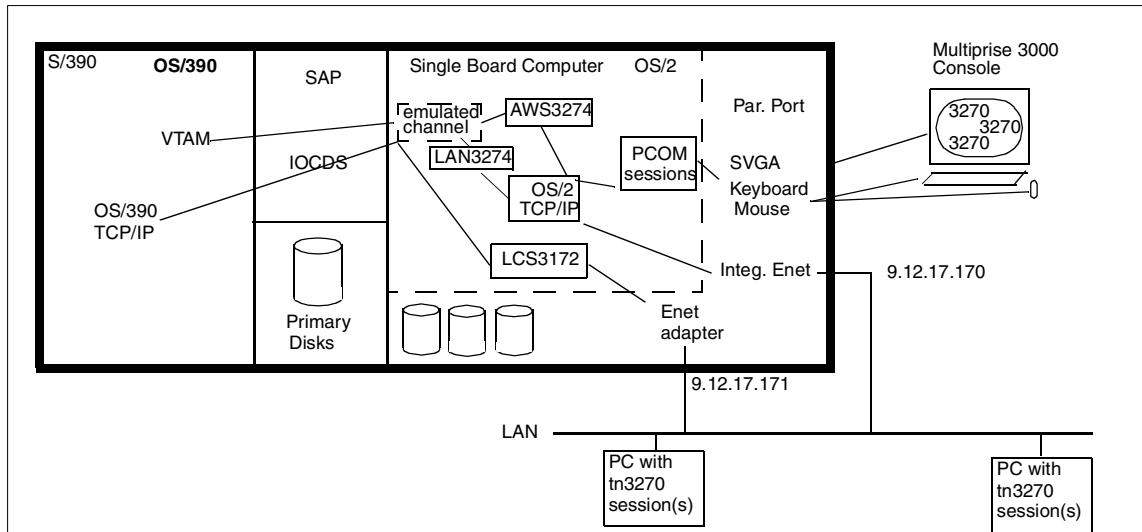 S/390
OS/390
VTAM
OS/390
TCP/IP
SAP
IOCDS
Primary
Disks
Single Board Computer
OS/2
emulated
channel
AWS3274
LAN3274
OS/2
TCP/IP
PCOM
sessions
LCS3172
Par. Port
SVGA
Keyboard
Mouse
Integ. Enet
Enet
adapter
Multiprise 3000
Console
3270
3270
3270
9.12.17.170
9.12.17.171
LAN
PC with
tn3270
session(s)
PC with
tn3270
session(s)